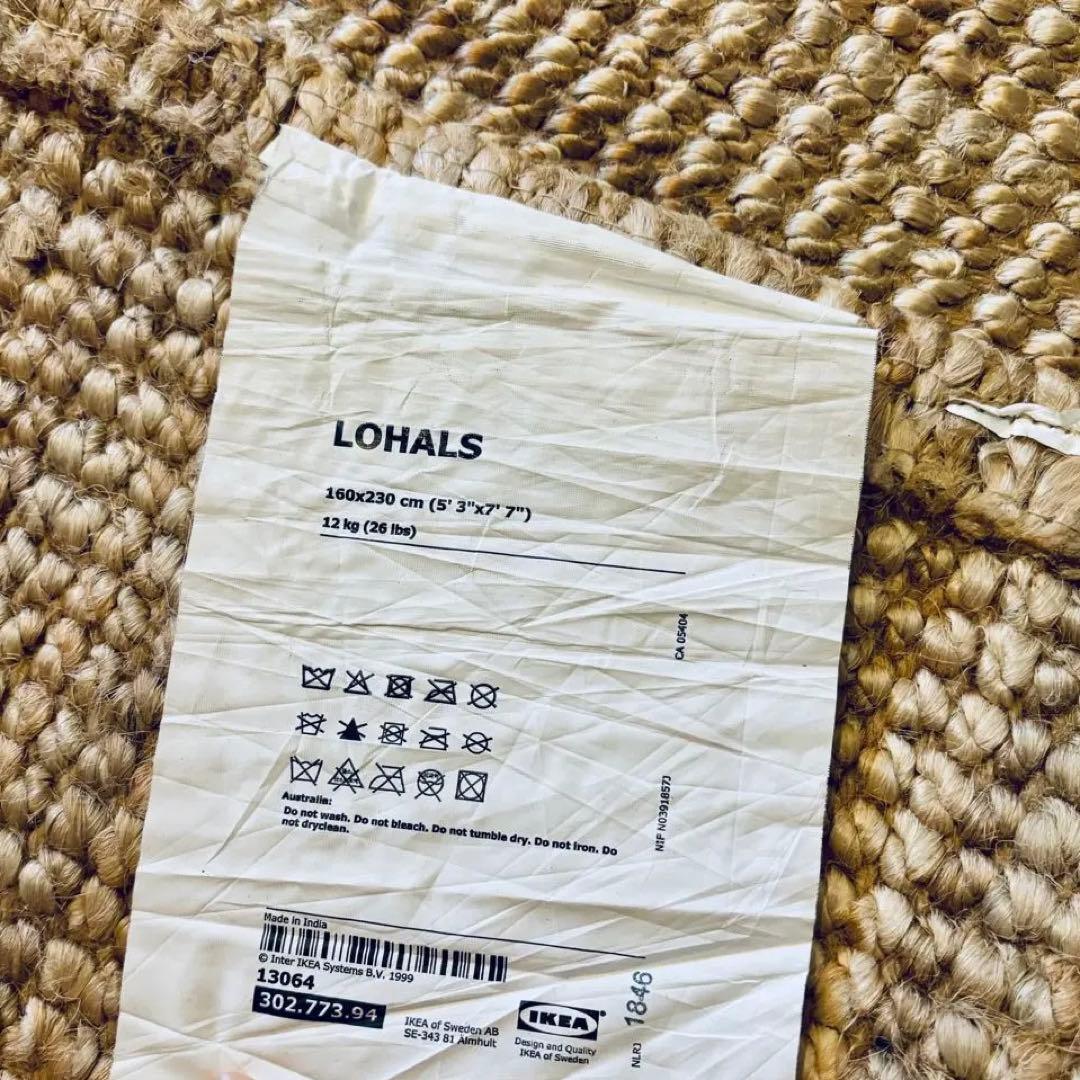 LOHALS
160x230 cm (5' 3"x7' 7")
12 kg (26 lbs)
CA 05404
Australia:
Do not wash. Do not bleach. Do not tumble dry. Do not iron. Do
not dryclean.
NIF N0391857J
Made in India
© Inter IKEA Systems B.V. 1999
13064
302.773.94
IKEA of Sweden AB
SE-343 81 Älmhult
IKEA
Design and Quality
IKEA of Sweden
NLRJ 1846